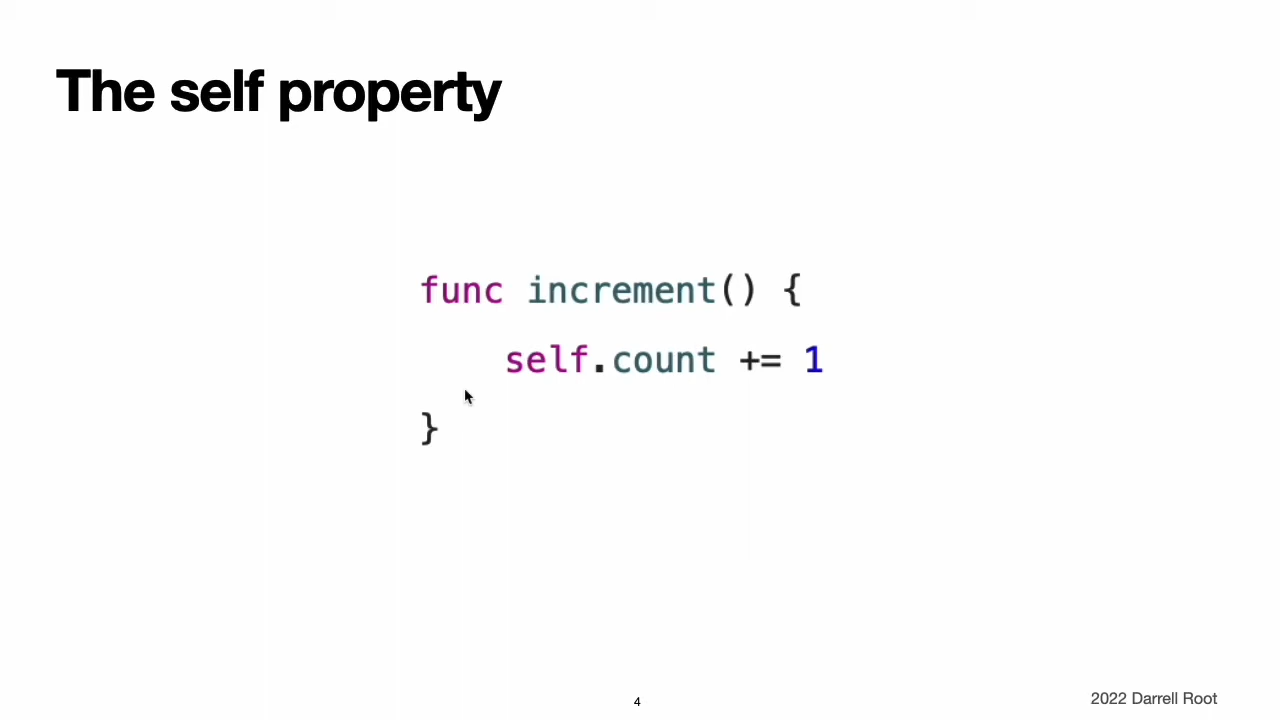 The self property
func increment() {
    self.count += 1
}
4
2022 Darrell Root